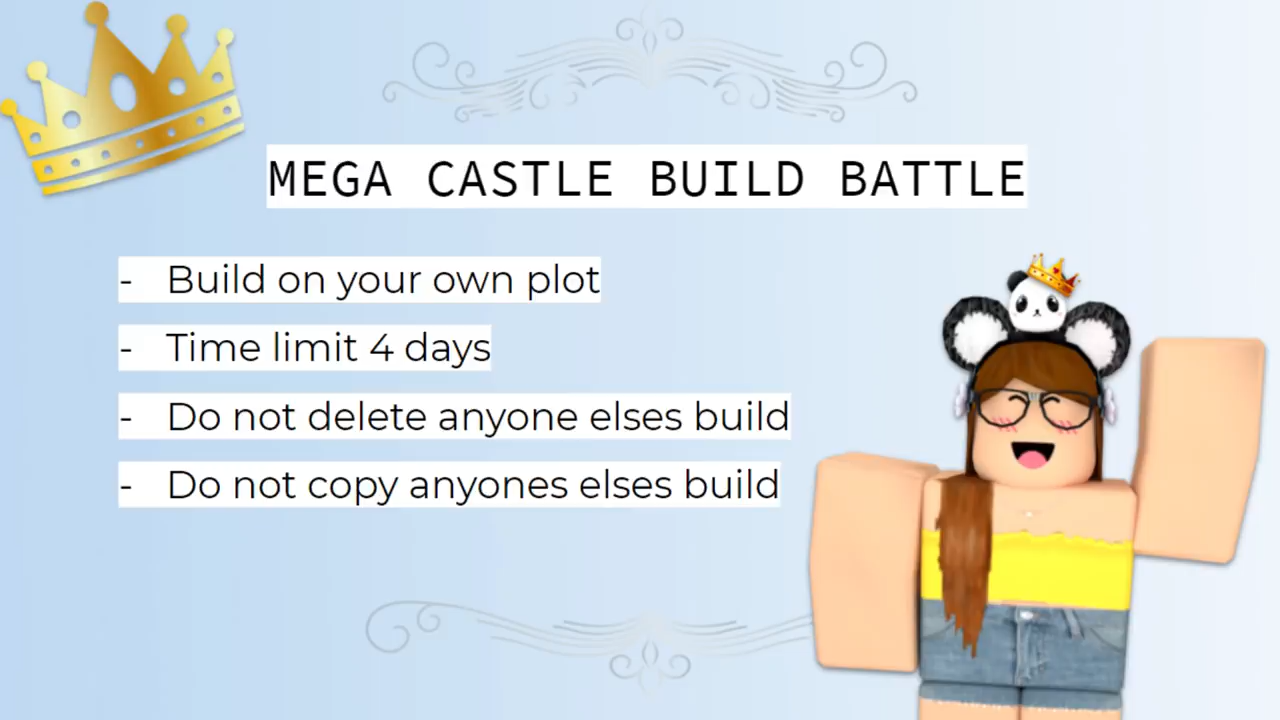 MEGA CASTLE BUILD BATTLE
- Build on your own plot
- Time limit 4 days
- Do not delete anyone elses build
- Do not copy anyones elses build